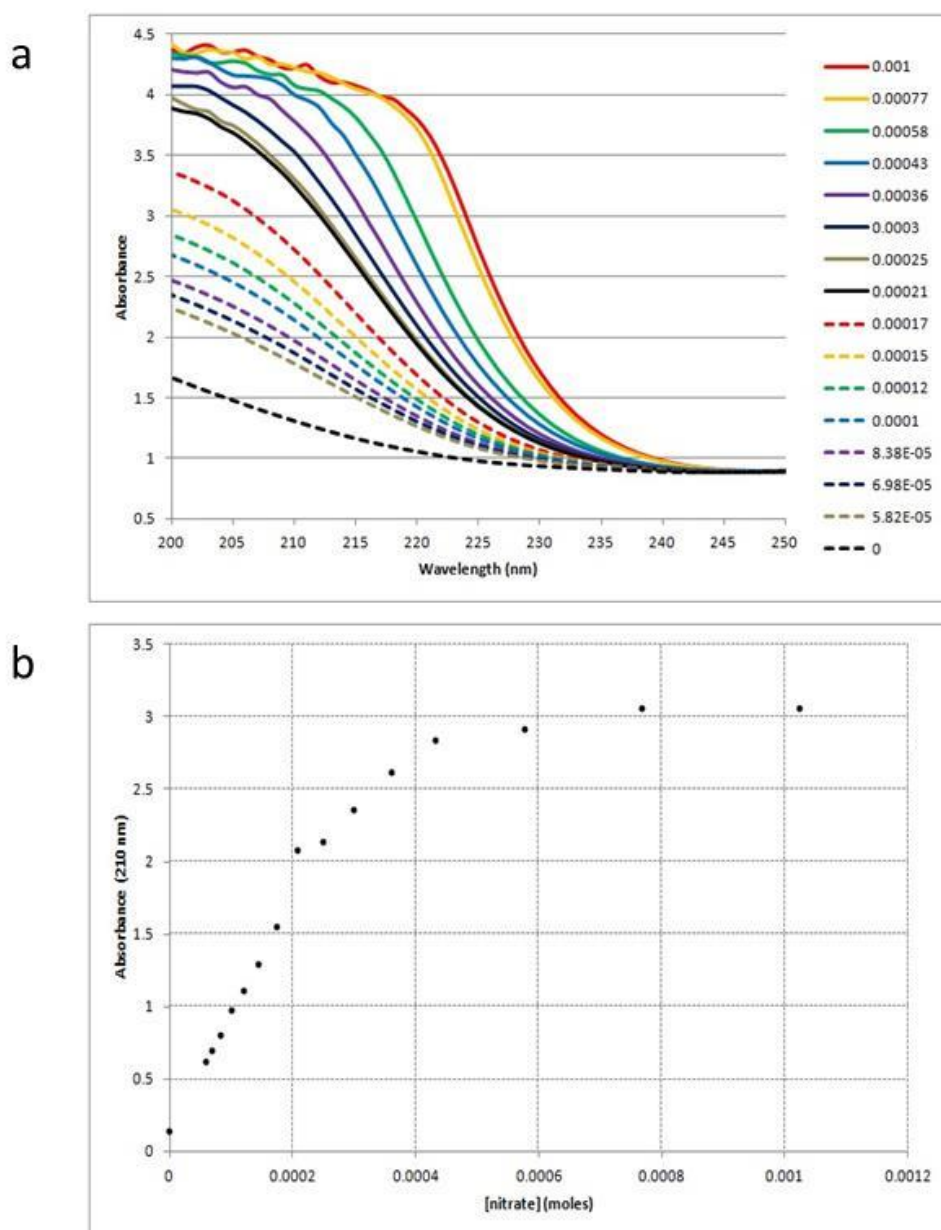 a
4.5
4
3.5
3
2.5
2
1.5
1
0.5
Absorbance
200 205 210 215 220 225 230 235 240 245 250
Wavelength (nm)
0.001
0.00077
0.00058
0.00043
0.00036
0.0003
0.00025
0.00021
0.00017
0.00015
0.00012
0.0001
8.38E-05
6.98E-05
5.82E-05
0
b
3.5
3
2.5
2
1.5
1
0.5
0
Absorbance (210 nm)
0 0.0002 0.0004 0.0006 0.0008 0.001 0.0012
[nitrate] (moles)